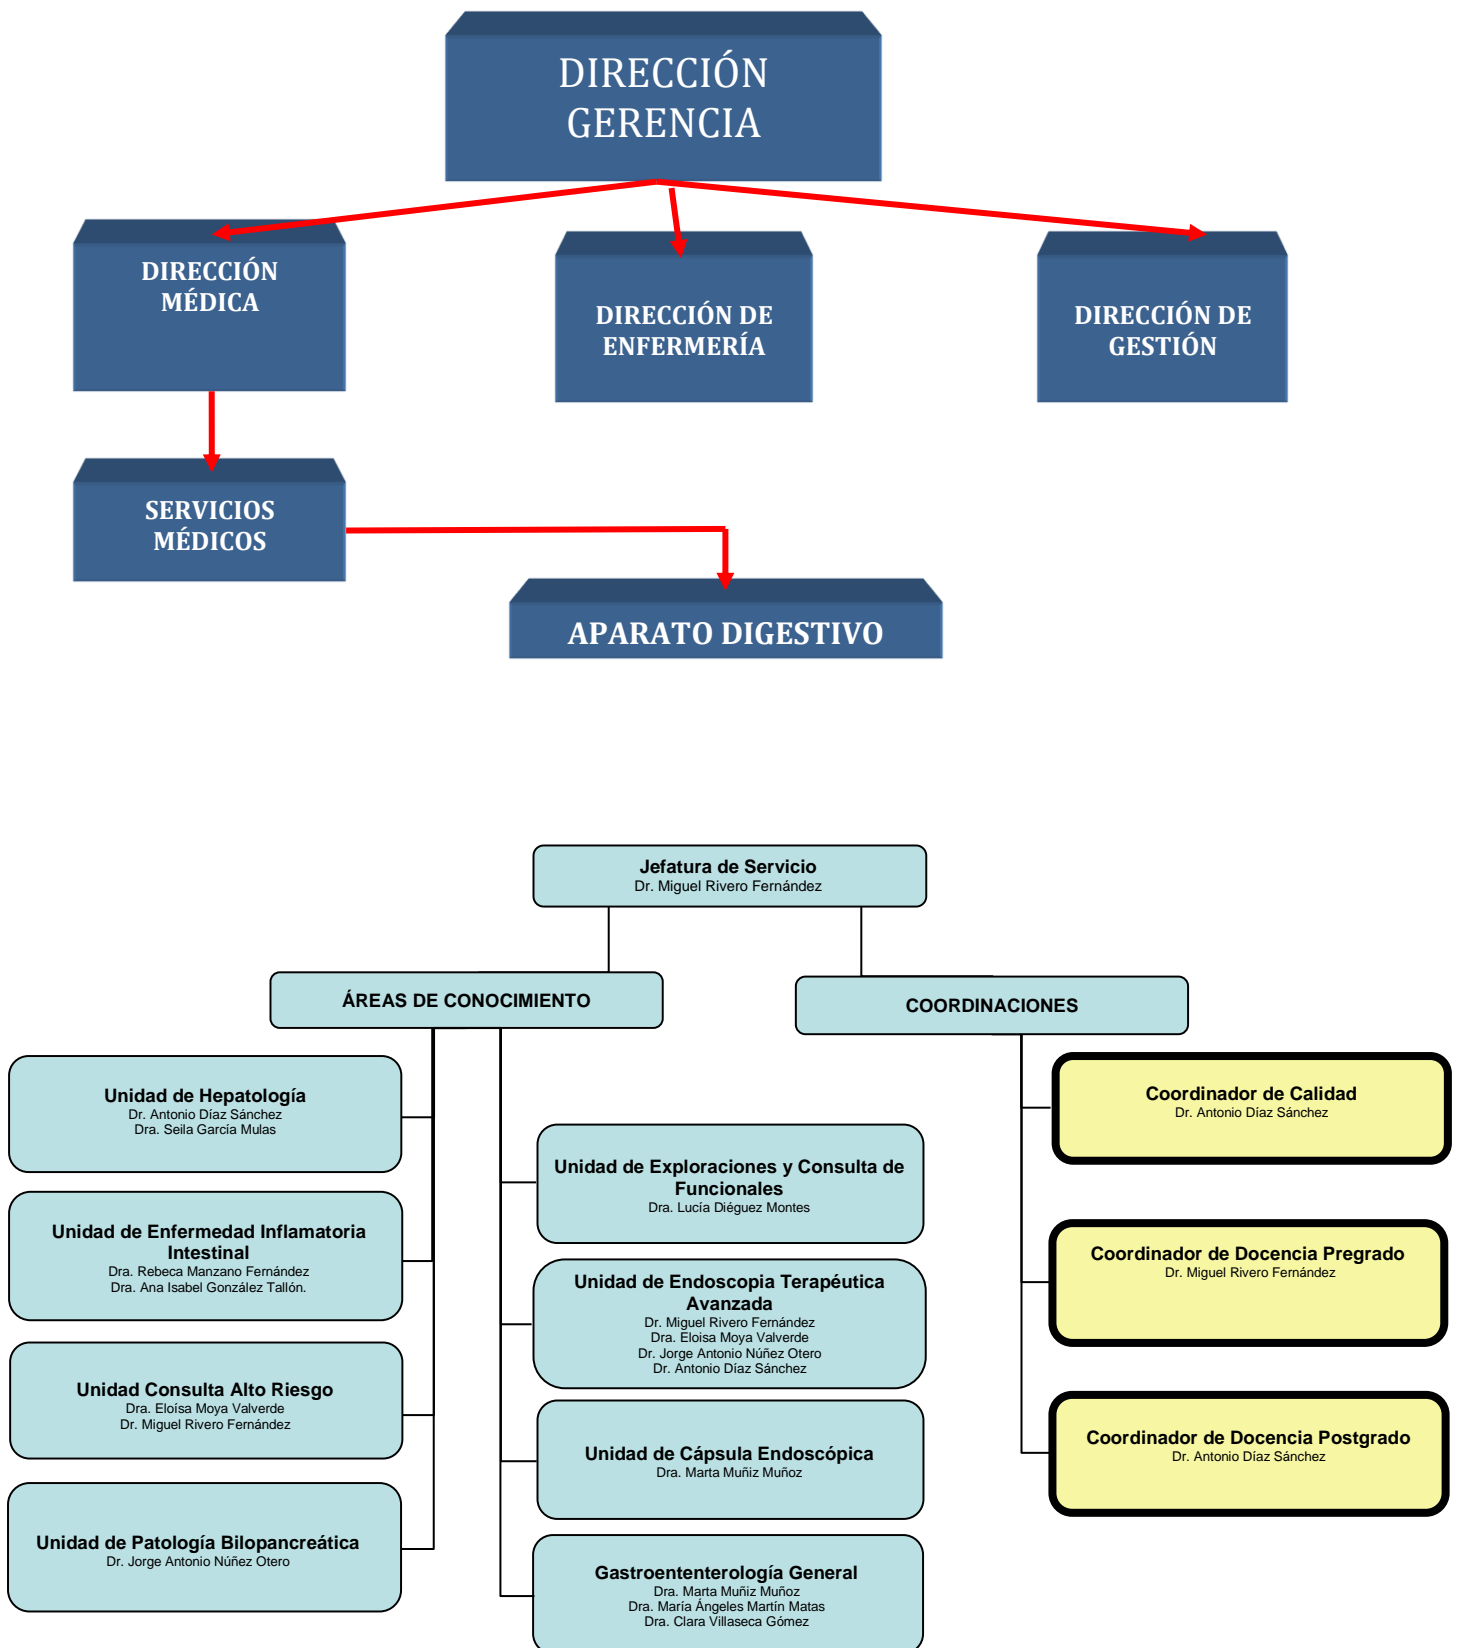 DIRECCIÓN
GERENCIA
DIRECCIÓN
MÉDICA
DIRECCIÓN DE
ENFERMERÍA
DIRECCIÓN DE
GESTIÓN
SERVICIOS
MÉDICOS
APARATO DIGESTIVO
Jefatura de Servicio
Dr. Miguel Rivero Fernández
ÁREAS DE CONOCIMIENTO
COORDINACIONES
Unidad de Hepatología
Dr. Antonio Díaz Sánchez
Dra. Seila García Mulas
Unidad de Enfermedad Inflamatoria
Intestinal
Dra. Rebeca Manzano Fernández
Dra. Ana Isabel González Tallón.
Unidad Consulta Alto Riesgo
Dra. Eloísa Moya Valverde
Dr. Miguel Rivero Fernández
Unidad de Patología Bilopancreática
Dr. Jorge Antonio Núñez Otero
Unidad de Exploraciones y Consulta de
Funcionales
Dra. Lucía Diéguez Montes
Unidad de Endoscopia Terapéutica
Avanzada
Dr. Miguel Rivero Fernández
Dra. Eloisa Moya Valverde
Dr. Jorge Antonio Núñez Otero
Dr. Antonio Díaz Sánchez
Unidad de Cápsula Endoscópica
Dra. Marta Muñiz Muñoz
Gastroententerología General
Dra. Marta Muñiz Muñoz
Dra. María Ángeles Martín Matas
Dra. Clara Villaseca Gómez
Coordinador de Calidad
Dr. Antonio Díaz Sánchez
Coordinador de Docencia Pregrado
Dr. Miguel Rivero Fernández
Coordinador de Docencia Postgrado
Dr. Antonio Díaz Sánchez